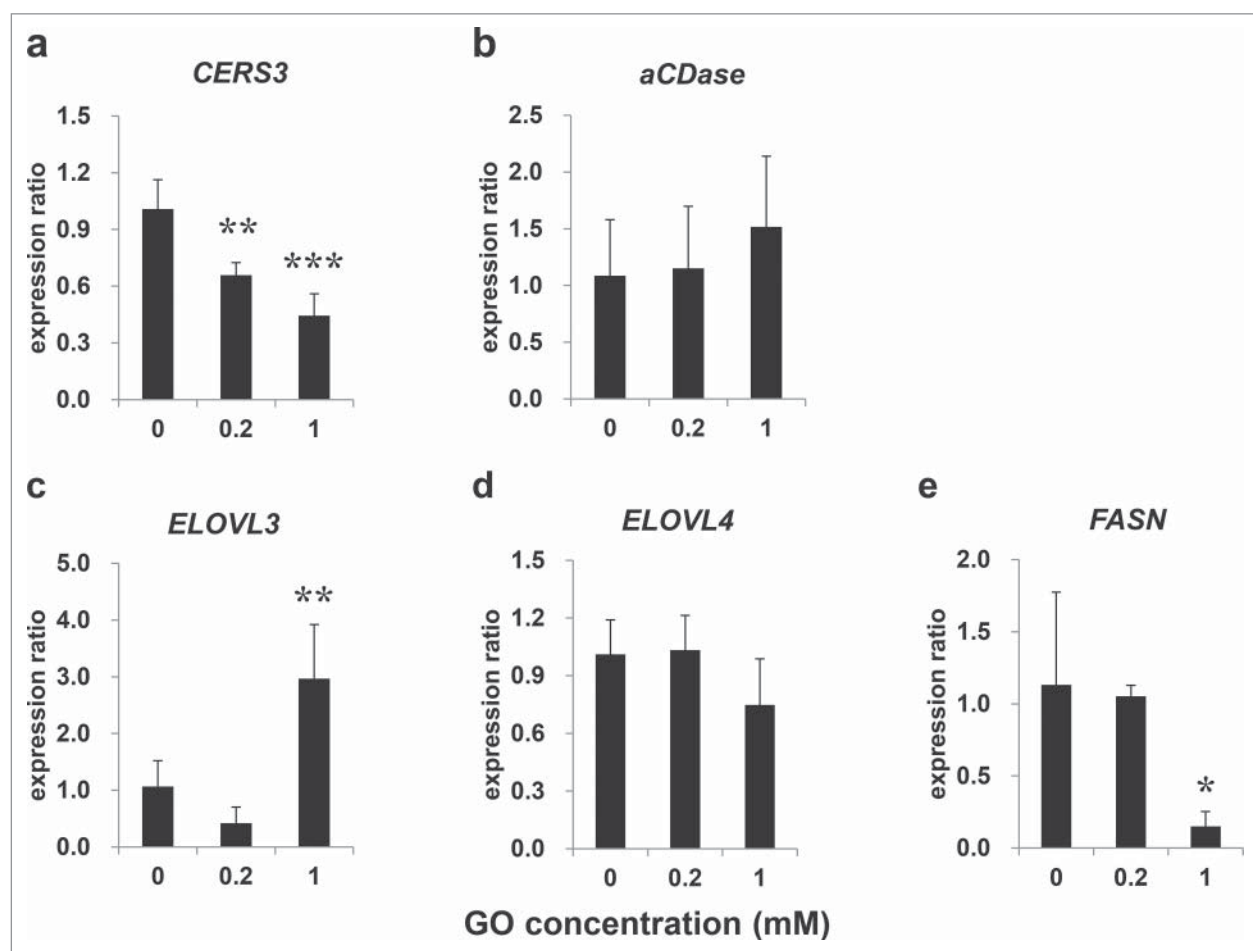 a
CERS3
expression ratio
1.5
1.2
0.9
0.6
0.3
0.0
**
***
0 0.2 1
b
aCDase
expression ratio
2.5
2.0
1.5
1.0
0.5
0.0
0 0.2 1
c
ELOVL3
expression ratio
5.0
4.0
3.0
2.0
1.0
0.0
**
0 0.2 1
d
ELOVL4
expression ratio
1.5
1.2
0.9
0.6
0.3
0.0
0 0.2 1
e
FASN
expression ratio
2.0
1.5
1.0
0.5
0.0
*
0 0.2 1
GO concentration (mM)